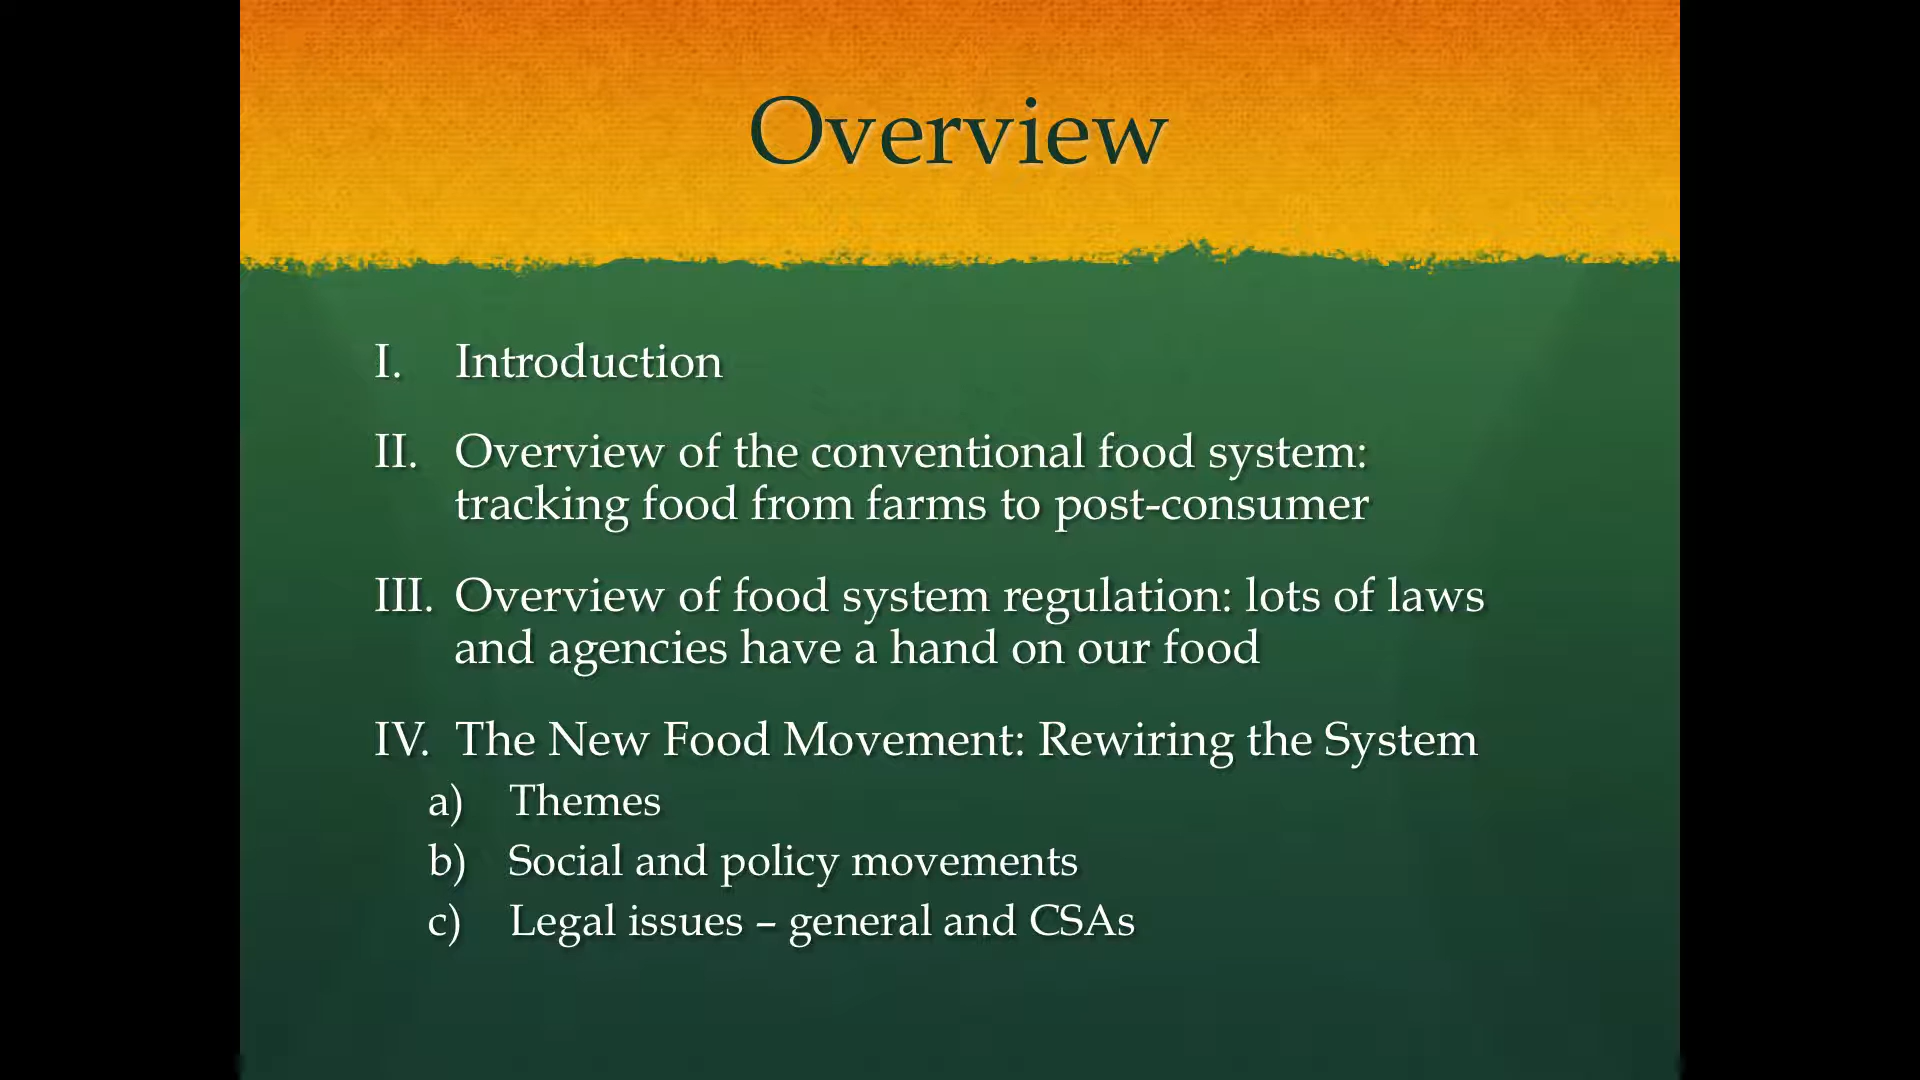 Overview
I. Introduction
II. Overview of the conventional food system:
tracking food from farms to post-consumer
III. Overview of food system regulation: lots of laws
and agencies have a hand on our food
IV. The New Food Movement: Rewiring the System
a) Themes
b) Social and policy movements
c) Legal issues – general and CSAs